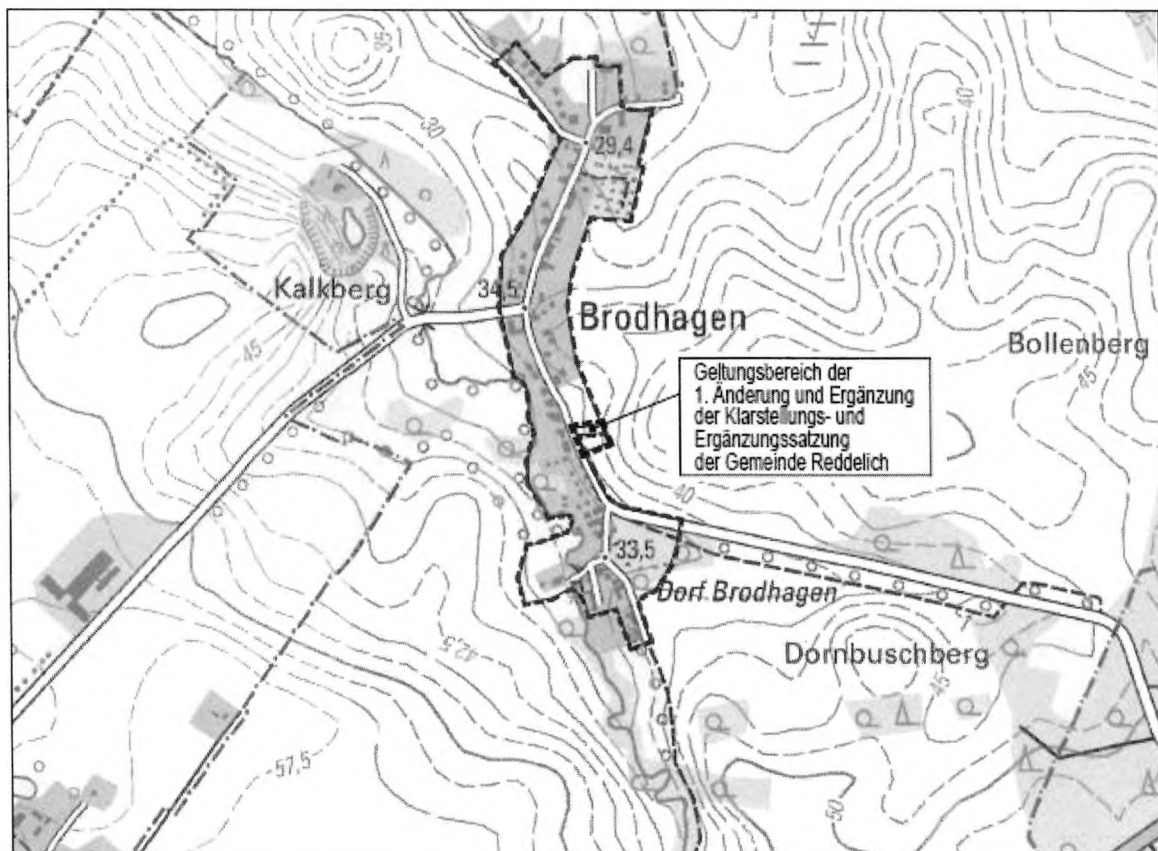 35
30
29,4
40
Kalkberg
34,5
Brodhagen
Bollenberg
45
45
Geltungsbereich der
1. Änderung und Ergänzung
der Klarstellungs- und
Ergänzungssatzung
der Gemeinde Reddelich
40
33,5
Dorf Brodhagen
Dornbuschberg
42,5
45
57,5
50